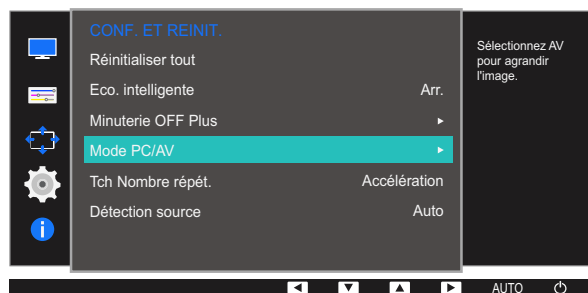 CONF. ET REINIT.
Réinitialiser tout
Eco. intelligente Arr.
Minuterie OFF Plus
Mode PC/AV
Tch Nombre répét. Accélération
Détection source Auto
Sélectionnez AV
pour agrandir
l'image.
AUTO